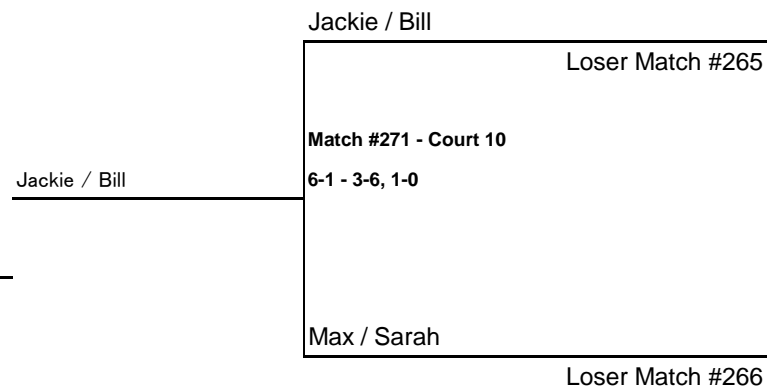 Jackie / Bill
Loser Match #265
Match #271 - Court 10
Jackie / Bill
6-1 - 3-6, 1-0
Max / Sarah
Loser Match #266